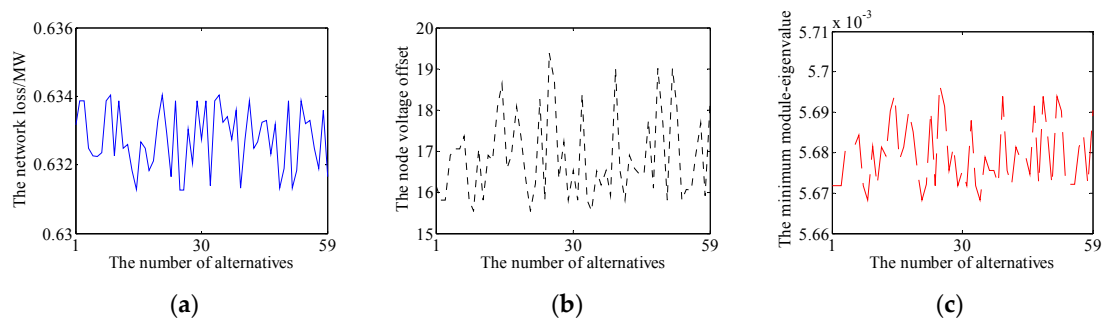 The network loss/MW
0.636
0.634
0.632
0.63
1
30
59
The number of alternatives
(a)
The node voltage offset
20
19
18
17
16
15
1
30
59
The number of alternatives
(b)
The minimum module-eigenvalue
5.71 x 10-3
5.7
5.69
5.68
5.67
5.66
1
30
59
The number of alternatives
(c)